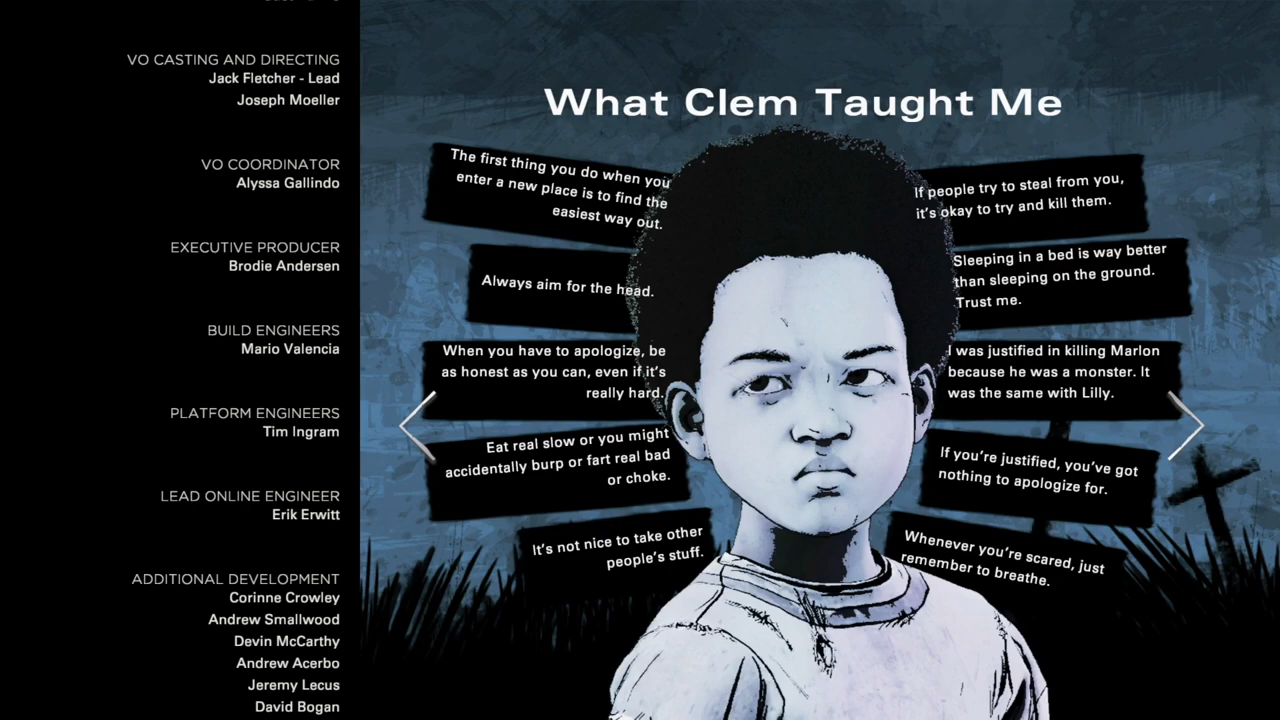 VO CASTING AND DIRECTING
Jack Fletcher - Lead
Joseph Moeller
VO COORDINATOR
Alyssa Gallindo
EXECUTIVE PRODUCER
Brodie Andersen
BUILD ENGINEERS
Mario Valencia
PLATFORM ENGINEERS
Tim Ingram
LEAD ONLINE ENGINEER
Erik Erwitt
ADDITIONAL DEVELOPMENT
Corinne Crowley
Andrew Smallwood
Devin McCarthy
Andrew Acerbo
Jeremy Lecus
David Bogan
What Clem Taught Me
The first thing you do when you
enter a new place is to find the
easiest way out.
Always aim for the head.
When you have to apologize, be
as honest as you can, even if it's
really hard.
Eat real slow or you might
accidentally burp or fart real bad
or choke.
It's not nice to take other
people's stuff.
If people try to steal from you,
it's okay to try and kill them.
Sleeping in a bed is way better
than sleeping on the ground.
Trust me.
I was justified in killing Marlon
because he was a monster. It
was the same with Lilly.
If you're justified, you've got
nothing to apologize for.
Whenever you're scared, just
remember to breathe.